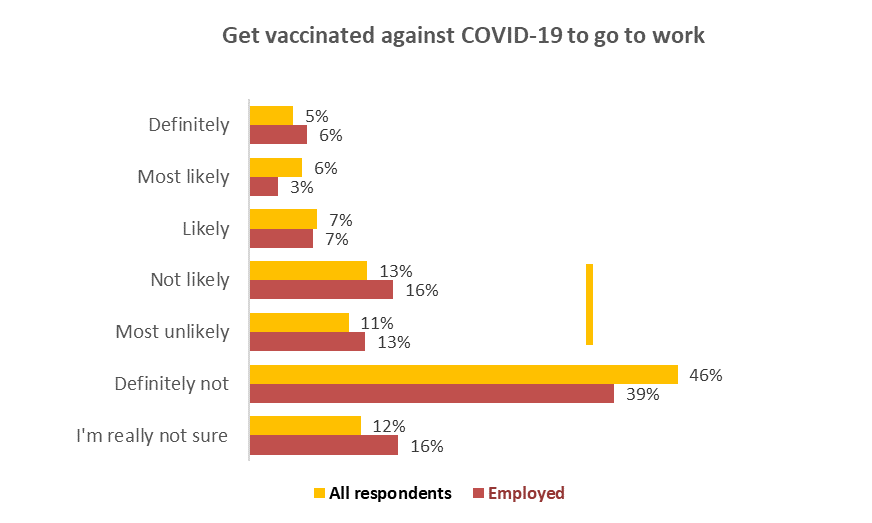 Get vaccinated against COVID-19 to go to work
Definitely
5%
6%
Most likely
6%
3%
Likely
7%
7%
Not likely
13%
16%
Most unlikely
11%
13%
Definitely not
46%
39%
I'm really not sure
12%
16%
All respondents
Employed